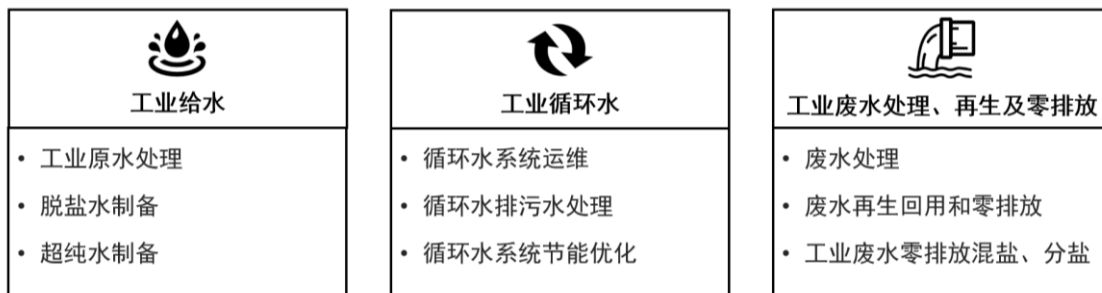 工业给水
• 工业原水处理
• 脱盐水制备
• 超纯水制备
工业循环水
• 循环水系统运维
• 循环水排污水处理
• 循环水系统节能优化
工业废水处理、再生及零排放
• 废水处理
• 废水再生回用和零排放
• 工业废水零排放混盐、分盐